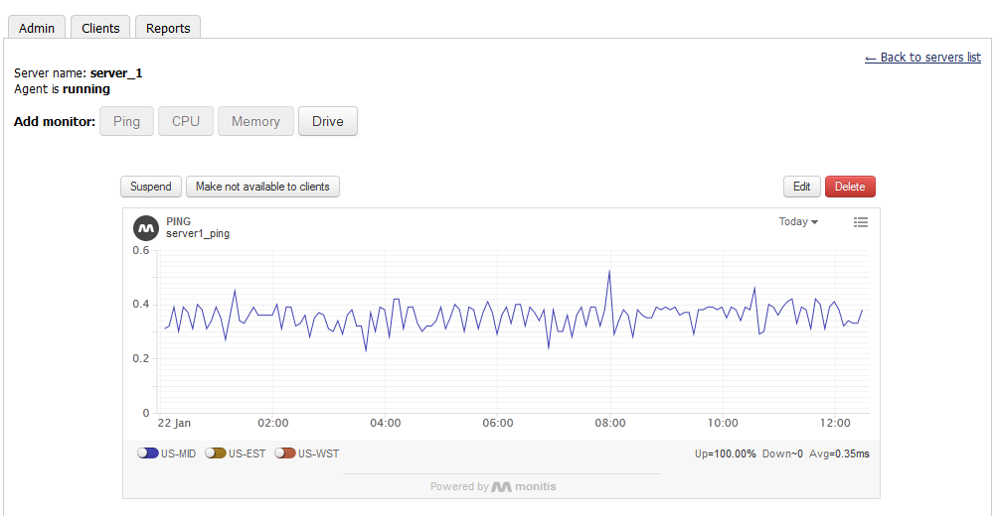 Admin Clients Reports
← Back to servers list
Server name: server_1
Agent is running
Add monitor: Ping CPU Memory Drive
Suspend Make not available to clients Edit Delete
PING Today
server1_ping
0.6
0.4
0.2
0
22 Jan 02:00 04:00 06:00 08:00 10:00 12:00
US-MID US-EST US-WST Up=100.00% Down~0 Avg=0.35ms
Powered by monitis